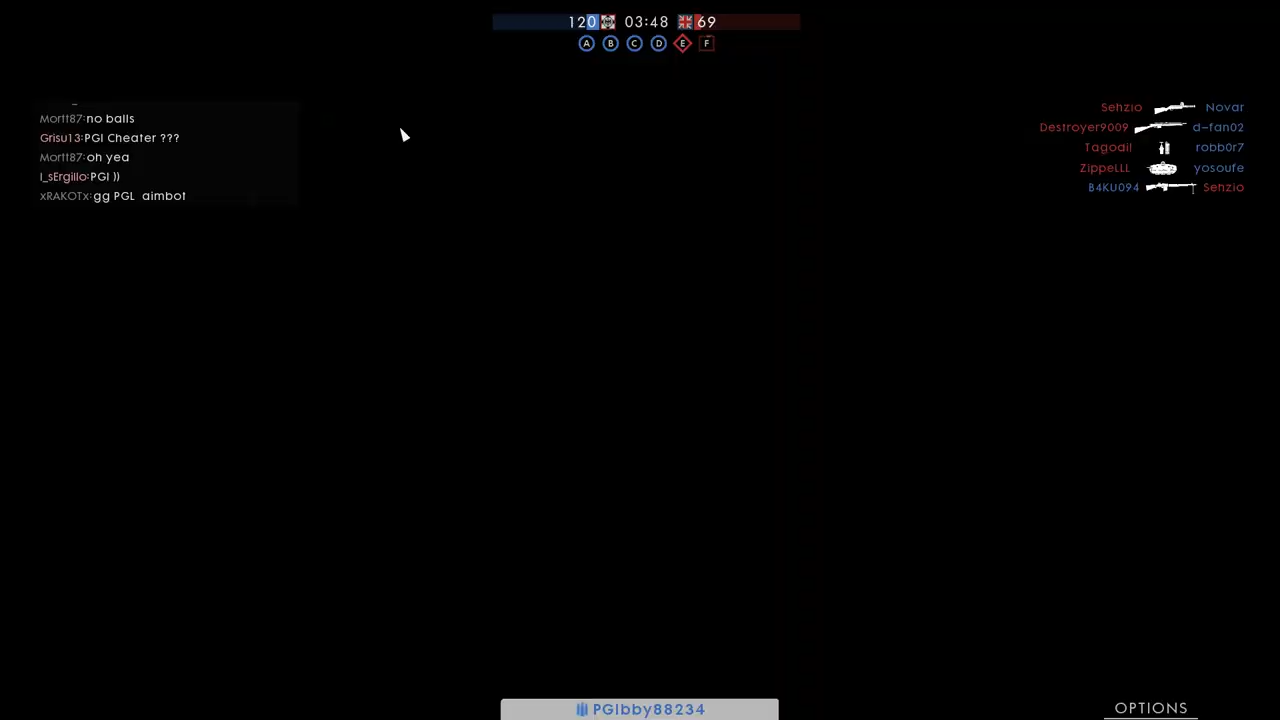 120 03:48 69
A B C D E F
Mortt87:no balls
Grisu13:PGI Cheater ???
Mortt87:oh yea
I_sErgillo:PGI ))
xRAKOTx:gg PGL aimbot
Sehzio Novar
Destroyer9009 d-fan02
Tagodil robb0r7
ZippeLLL yosoufe
B4KU094 Sehzio
PGIbby88234
OPTIONS